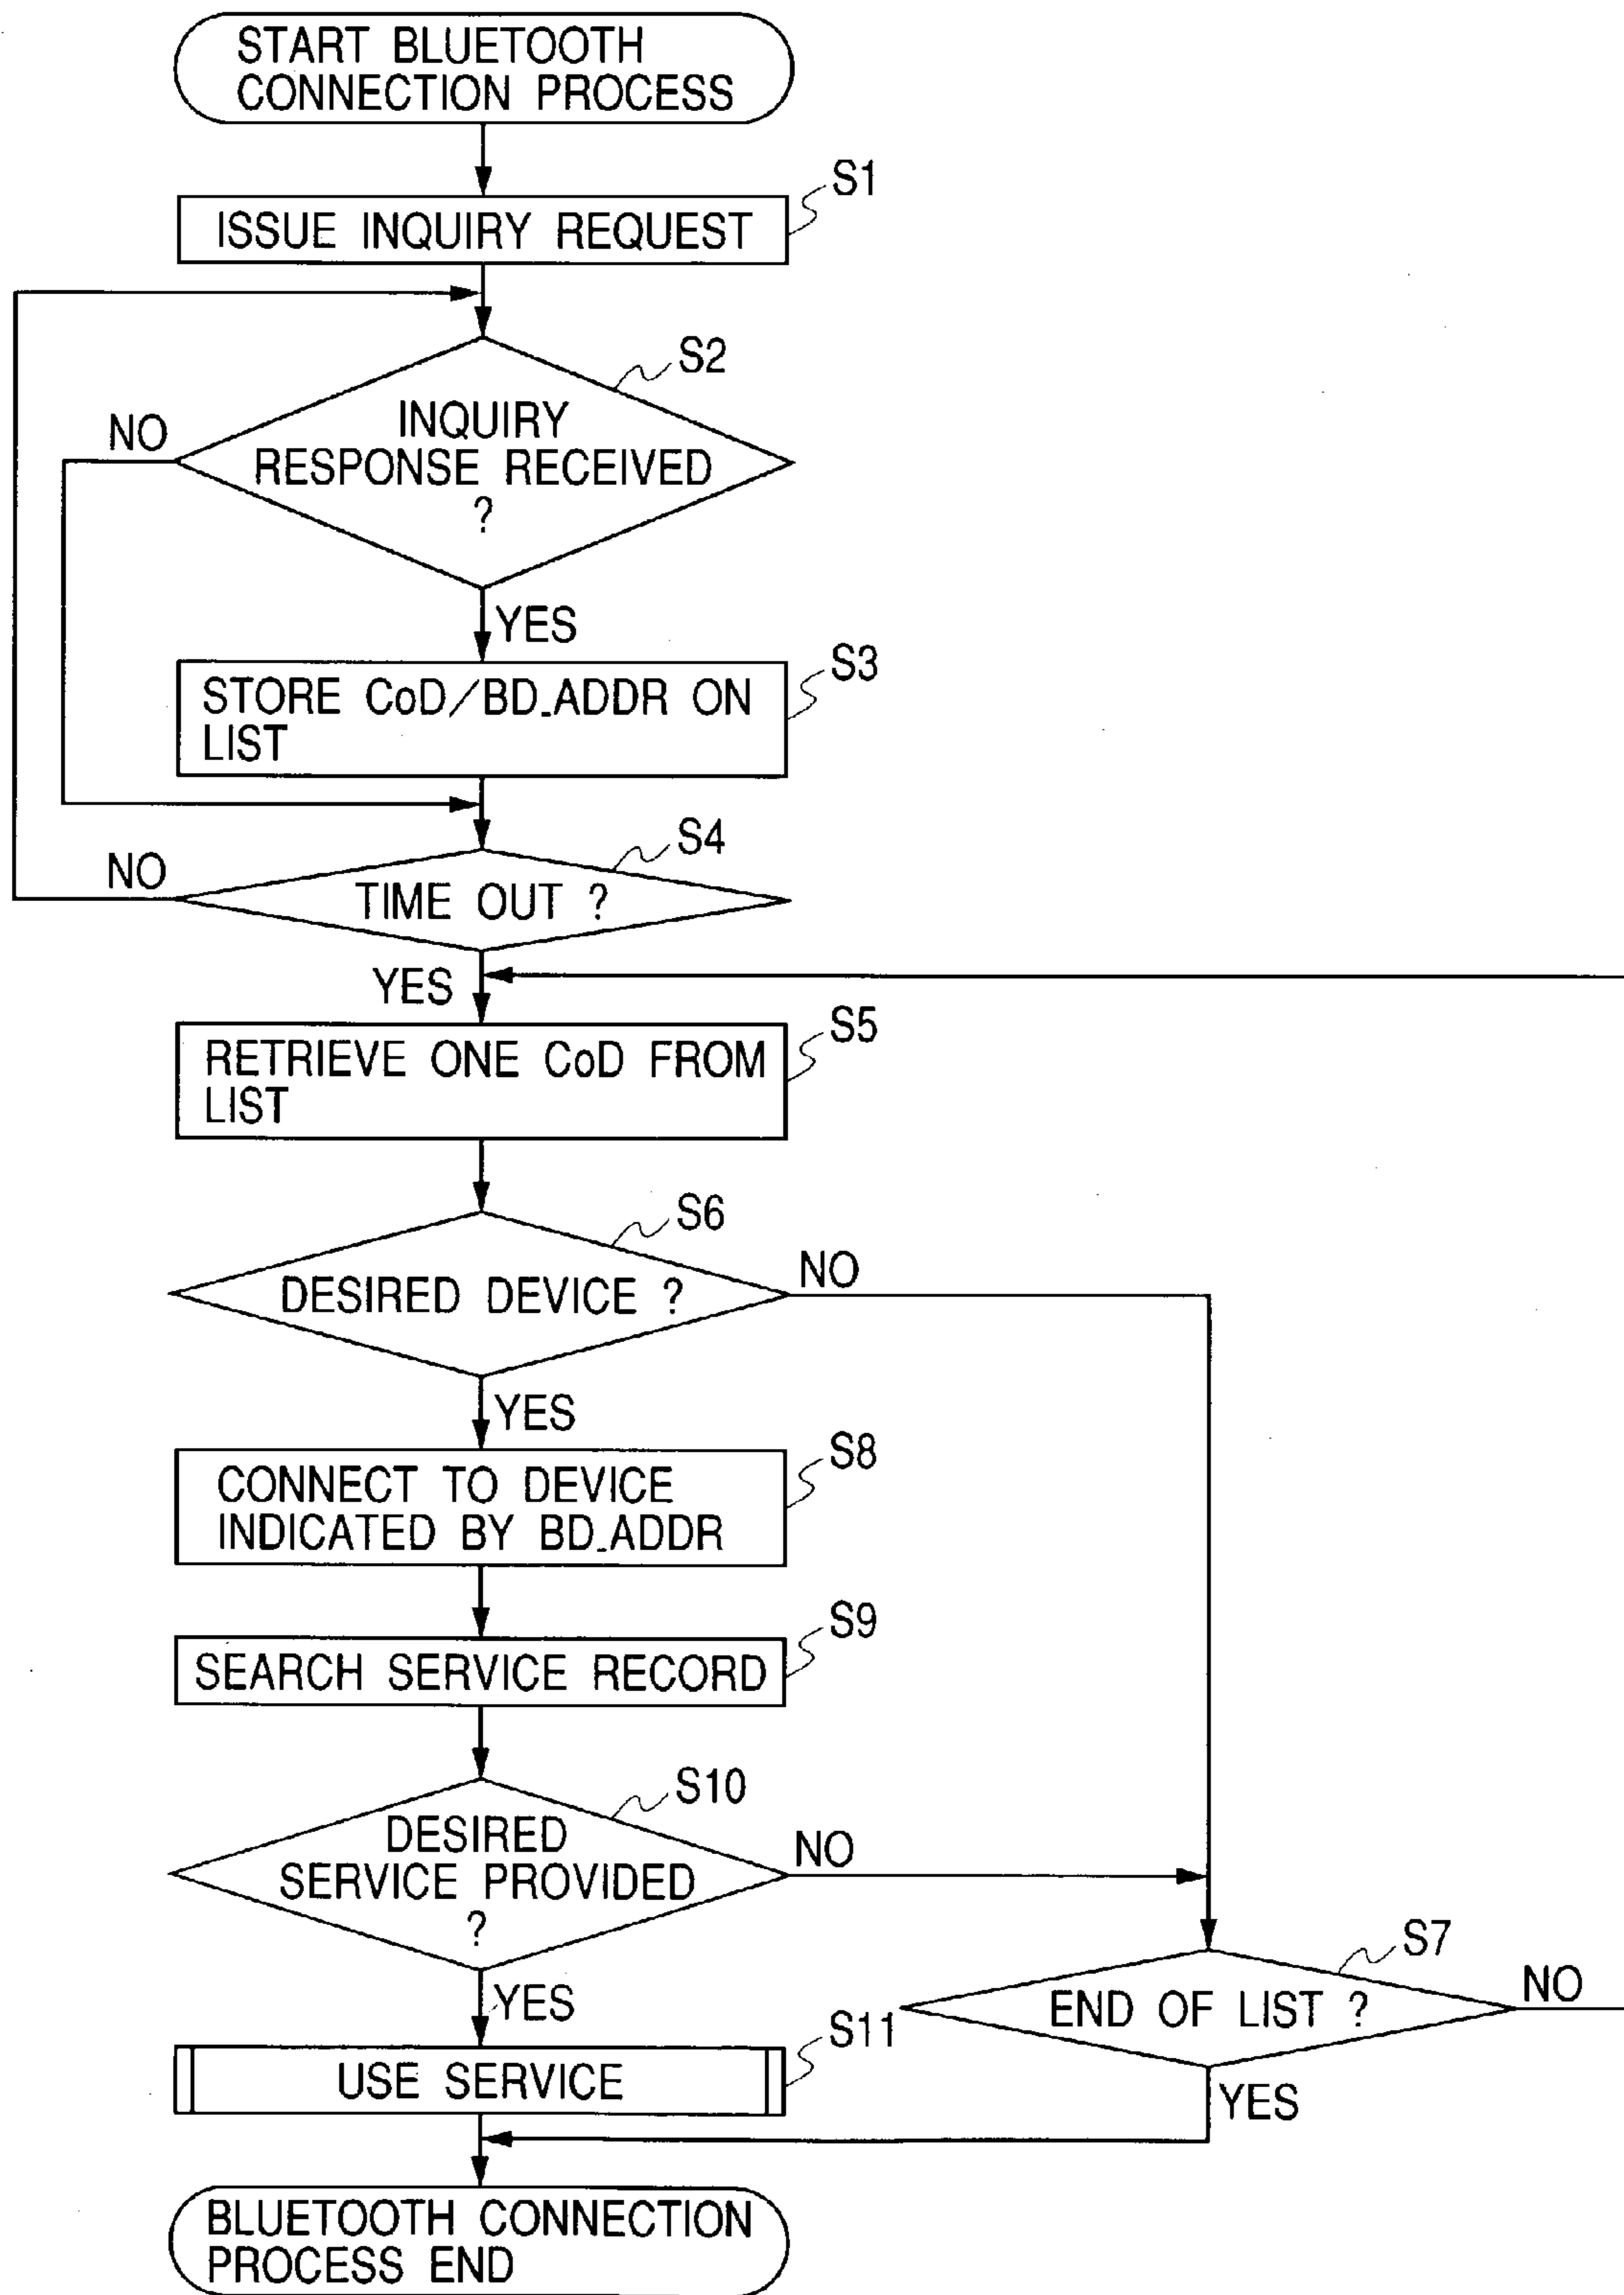 START BLUETOOTH
CONNECTION PROCESS
S1
ISSUE INQUIRY REQUEST
S2
NO
INQUIRY
RESPONSE RECEIVED
?
YES
S3
STORE CoD/BD_ADDR ON
LIST
S4
NO
TIME OUT ?
YES
S5
RETRIEVE ONE CoD FROM
LIST
S6
NO
DESIRED DEVICE ?
YES
S8
CONNECT TO DEVICE
INDICATED BY BD_ADDR
S9
SEARCH SERVICE RECORD
S10
DESIRED
NO
SERVICE PROVIDED
?
S7
NO
YES
END OF LIST ?
S11
USE SERVICE
YES
BLUETOOTH CONNECTION
PROCESS END